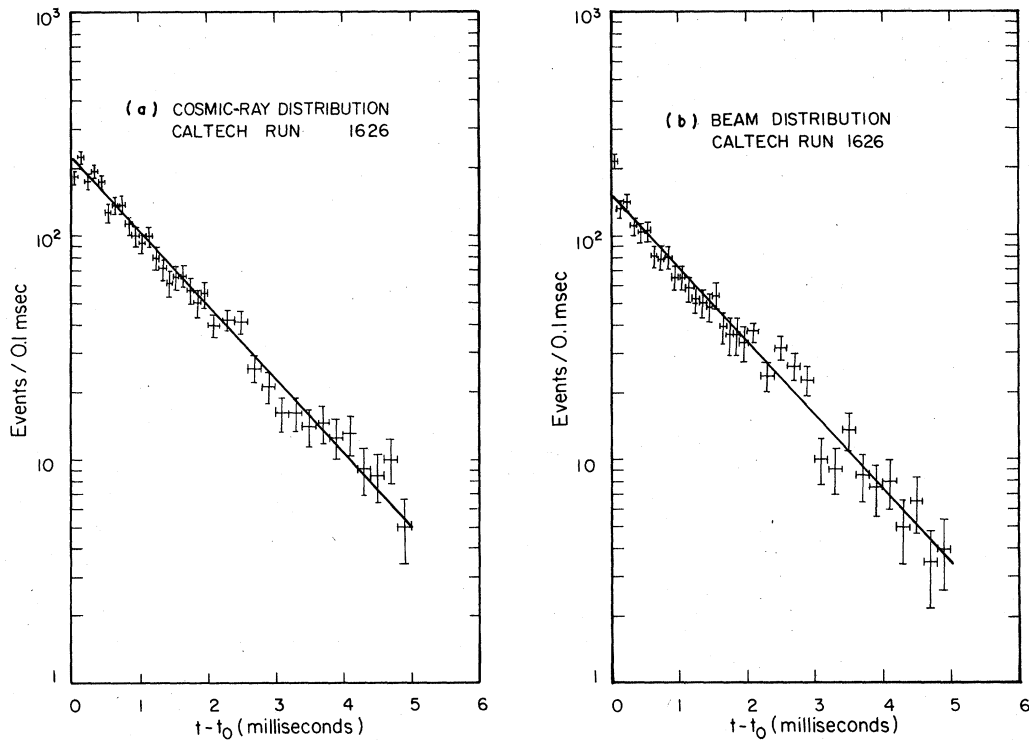 10³
(a) COSMIC-RAY DISTRIBUTION
CALTECH RUN 1626
10²
10
1
Events / 0.1 msec
0 1 2 3 4 5 6
t-t₀ (milliseconds)
10³
(b) BEAM DISTRIBUTION
CALTECH RUN 1626
10²
10
1
Events / 0.1 msec
0 1 2 3 4 5 6
t-t₀ (milliseconds)